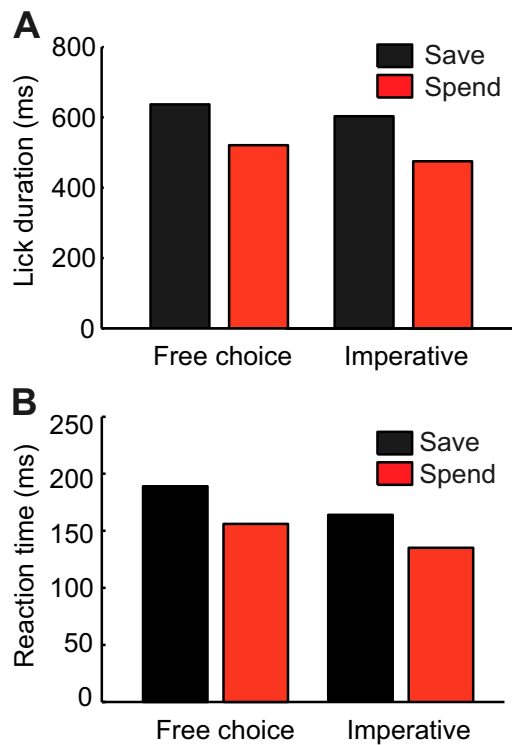 A
Lick duration (ms)
800
600
400
200
0
Save
Spend
Free choice
Imperative
B
Reaction time (ms)
250
200
150
100
50
0
Save
Spend
Free choice
Imperative